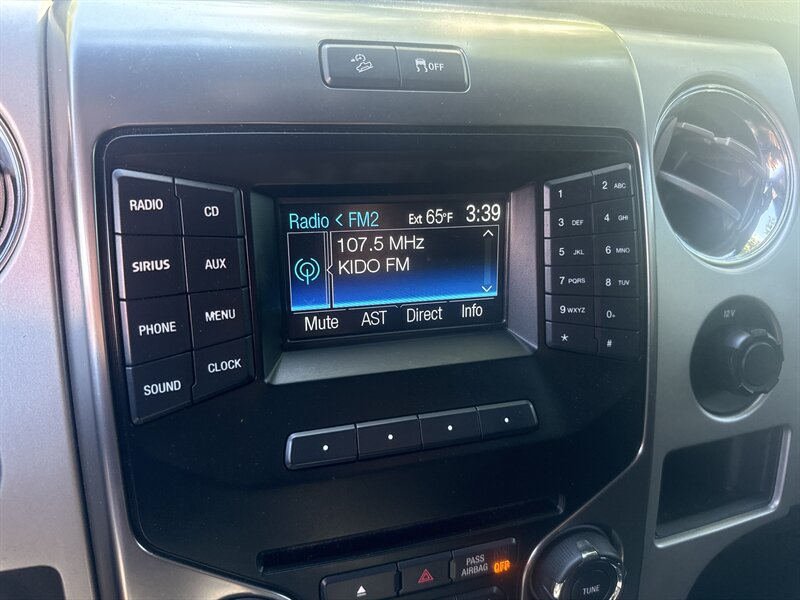 OFF
RADIO
CD
SIRIUS
AUX
PHONE
MENU
SOUND
CLOCK
Radio < FM2 Ext 65°F 3:39
107.5 MHz
KIDO FM
Mute AST Direct Info
1 2 ABC
3 DEF 4 GHI
5 JKL 6 MNO
7 PQRS 8 TUV
9 WXYZ 0+
* #
12V
PASS
AIRBAG OFF
TUNE